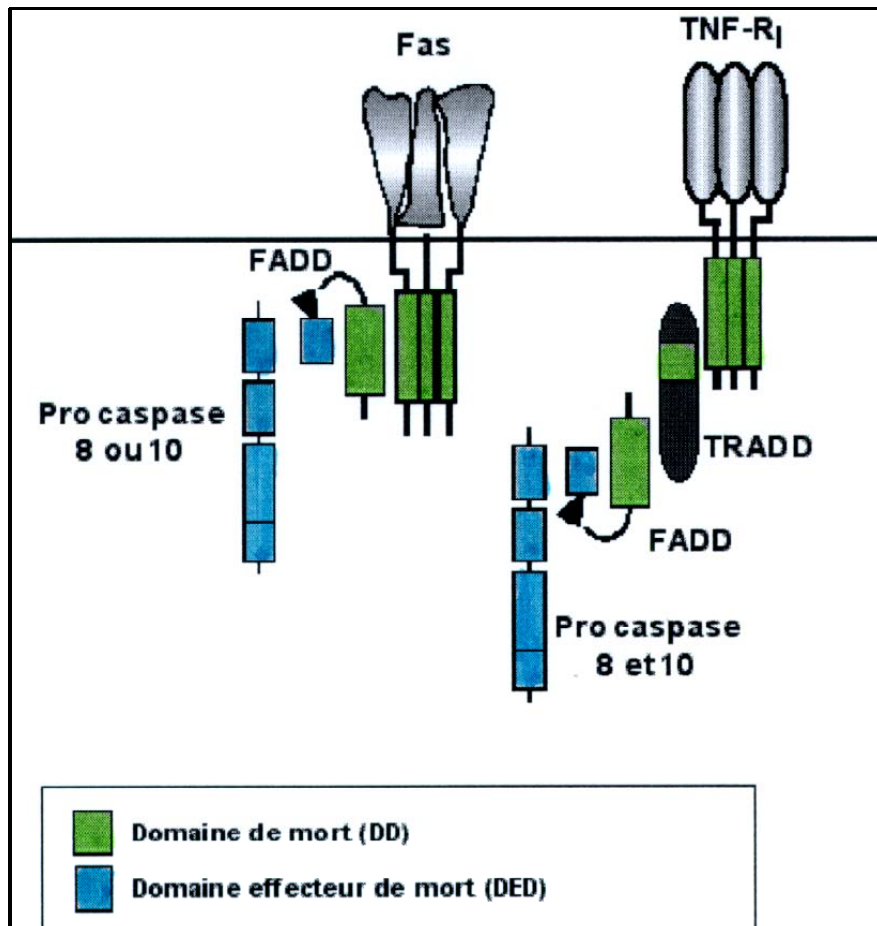 Fas
TNF-RI
FADD
Pro caspase
8 ou 10
TRADD
FADD
Pro caspase
8 et 10
Domaine de mort (DD)
Domaine effecteur de mort (DED)